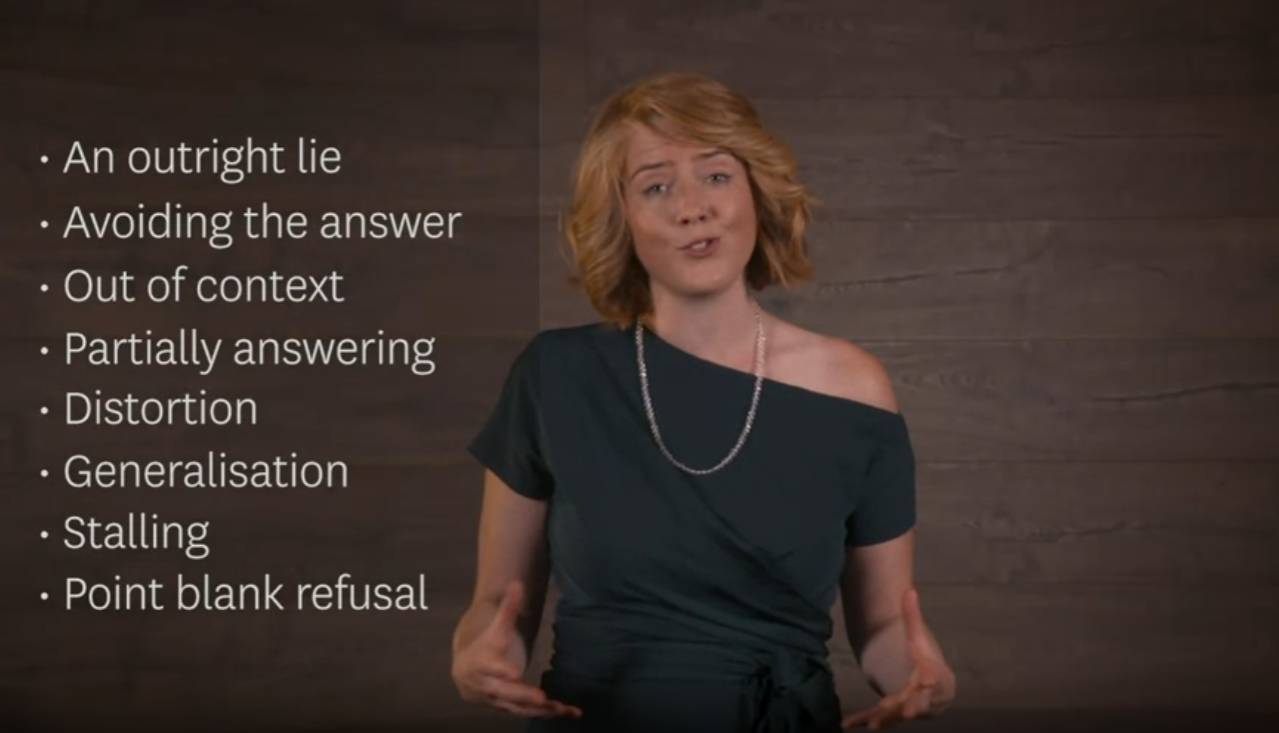 · An outright lie
· Avoiding the answer
· Out of context
· Partially answering
· Distortion
· Generalisation
· Stalling
· Point blank refusal